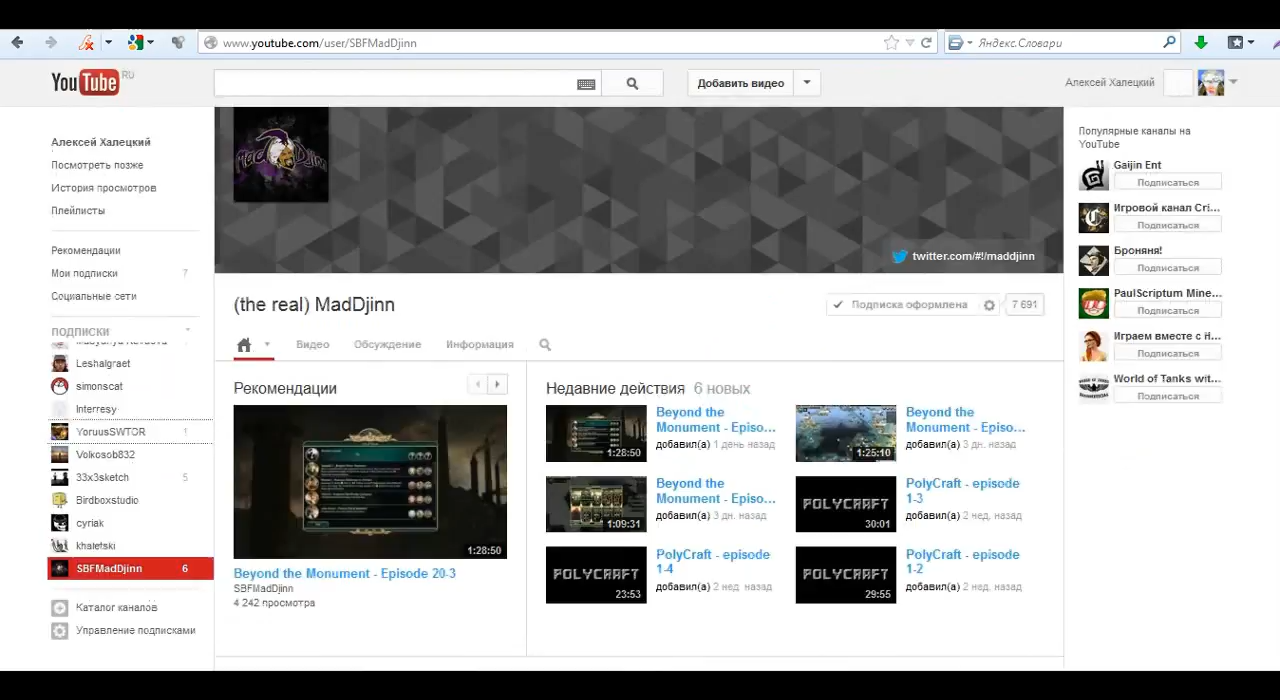 www.youtube.com/user/SBFMadDjinn
Яндекс.Словари
YouTube RU
Добавить видео
Алексей Халецкий
Алексей Халецкий
Посмотреть позже
История просмотров
Плейлисты
Рекомендации
Мои подписки 7
Социальные сети
ПОДПИСКИ
Leshalgraet
simonscat
Interresy
YoruusSWTOR 1
Volkosob832
33x3sketch 5
Birdboxstudio
cyriak
khaletski
SBFMadDjinn 6
Каталог каналов
Управление подписками
MadDjinn
twitter.com/#!/maddjinn
(the real) MadDjinn
Подписка оформлена
7 691
Видео
Обсуждение
Информация
Рекомендации
1:28:50
Beyond the Monument - Episode 20-3
SBFMadDjinn
4 242 просмотра
Недавние действия 6 новых
1:28:50
Beyond the
Monument - Episo...
добавил(а) 1 день назад
1:25:10
Beyond the
Monument - Episo...
добавил(а) 3 дн. назад
1:09:31
Beyond the
Monument - Episo...
добавил(а) 3 дн. назад
POLYCRAFT
30:01
PolyCraft - episode
1-3
добавил(а) 2 нед. назад
POLYCRAFT
23:53
PolyCraft - episode
1-4
добавил(а) 2 нед. назад
POLYCRAFT
29:55
PolyCraft - episode
1-2
добавил(а) 2 нед. назад
Популярные каналы на
YouTube
Gaijin Ent
Подписаться
Игровой канал Cri...
Подписаться
Броняня!
Подписаться
PaulScriptum Mine...
Подписаться
Играем вместе с Н...
Подписаться
World of Tanks wit...
Подписаться